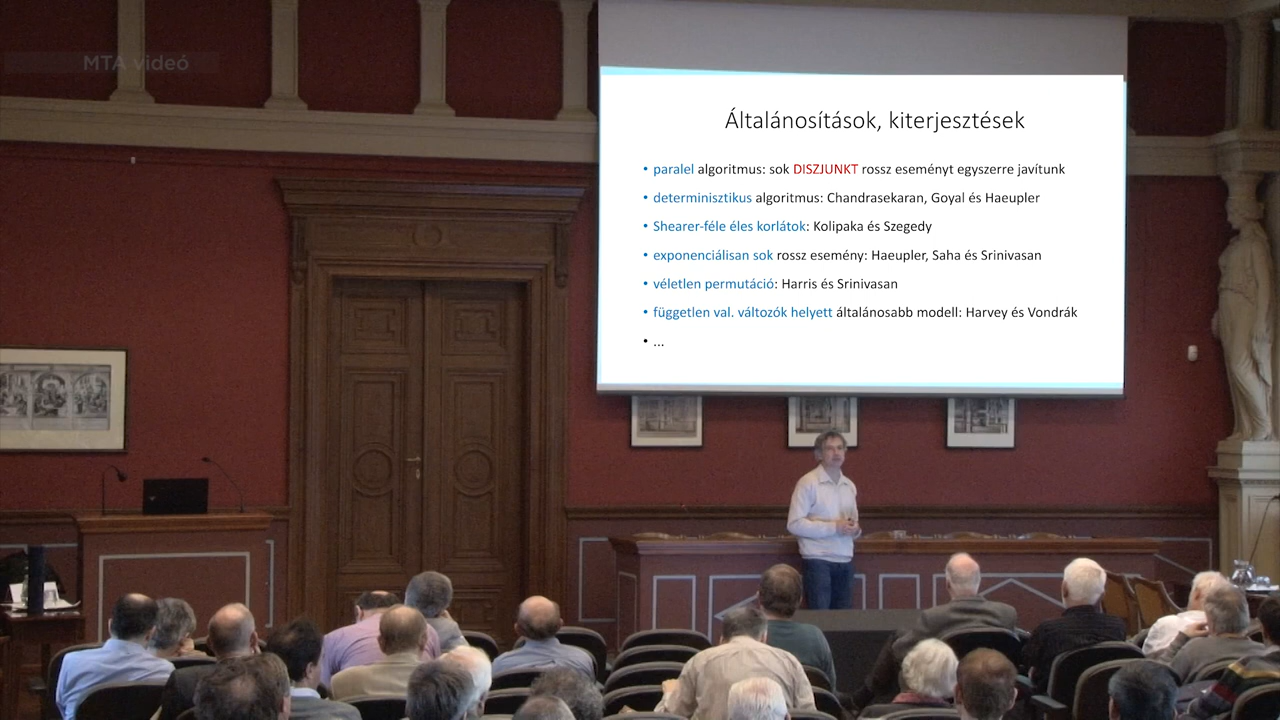 MTA videó
Általánosítások, kiterjesztések
• paralel algoritmus: sok DISZJUNKT rossz eseményt egyszerre javítunk
• determinisztikus algoritmus: Chandrasekaran, Goyal és Haeupler
• Shearer-féle éles korlátok: Kolipaka és Szegedy
• exponenciálisan sok rossz esemény: Haeupler, Saha és Srinivasan
• véletlen permutáció: Harris és Srinivasan
• független val. változók helyett általánosabb modell: Harvey és Vondrák
• ...